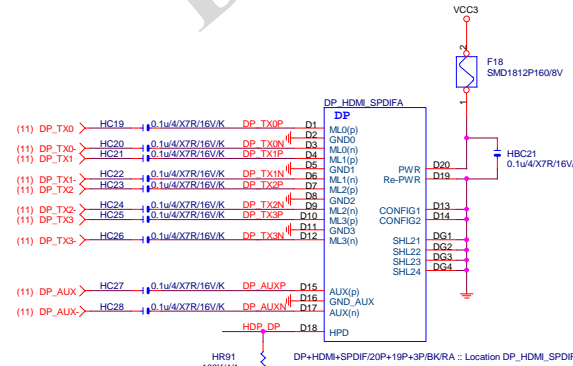 VCC3
2
F18
SMD1812P160/8V
1
DP_HDMI_SPDIFA
DP
(11) DP_TX0 HC19 0.1u/4/X7R/16V/K DP_TX0P D1 ML0(p)
D2 GND0
(11) DP_TX0- HC20 0.1u/4/X7R/16V/K DP_TX0N D3 ML0(n)
(11) DP_TX1 HC21 0.1u/4/X7R/16V/K DP_TX1P D4 ML1(p)
D5 GND1
(11) DP_TX1- HC22 0.1u/4/X7R/16V/K DP_TX1N D6 ML1(n)
(11) DP_TX2 HC23 0.1u/4/X7R/16V/K DP_TX2P D7 ML2(p)
D8 GND2
(11) DP_TX2- HC24 0.1u/4/X7R/16V/K DP_TX2N D9 ML2(n)
(11) DP_TX3 HC25 0.1u/4/X7R/16V/K DP_TX3P D10 ML3(p)
D11 GND3
(11) DP_TX3- HC26 0.1u/4/X7R/16V/K DP_TX3N D12 ML3(n)
(11) DP_AUX HC27 0.1u/4/X7R/16V/K DP_AUXP D15 AUX(p)
D16 GND_AUX
(11) DP_AUX- HC28 0.1u/4/X7R/16V/K DP_AUXN D17 AUX(n)
HDP_DP D18 HPD
PWR D20
Re-PWR D19
CONFIG1 D13
CONFIG2 D14
SHL21 DG1
SHL22 DG2
SHL23 DG3
SHL24 DG4
HBC21
0.1u/4/X7R/16V/
HR91
DP+HDMI+SPDIF/20P+19P+3P/BK/RA :: Location DP_HDMI_SPDIF